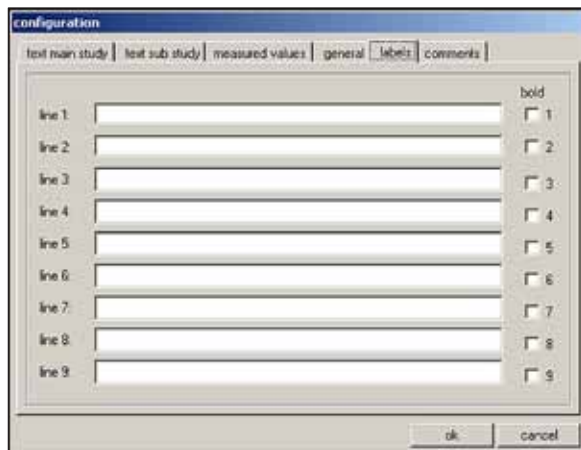 configuration
text main study text sub study measured values general labels comments
bold
line 1: 1
line 2: 2
line 3: 3
line 4: 4
line 5: 5
line 6: 6
line 7: 7
line 8: 8
line 9: 9
ok cancel